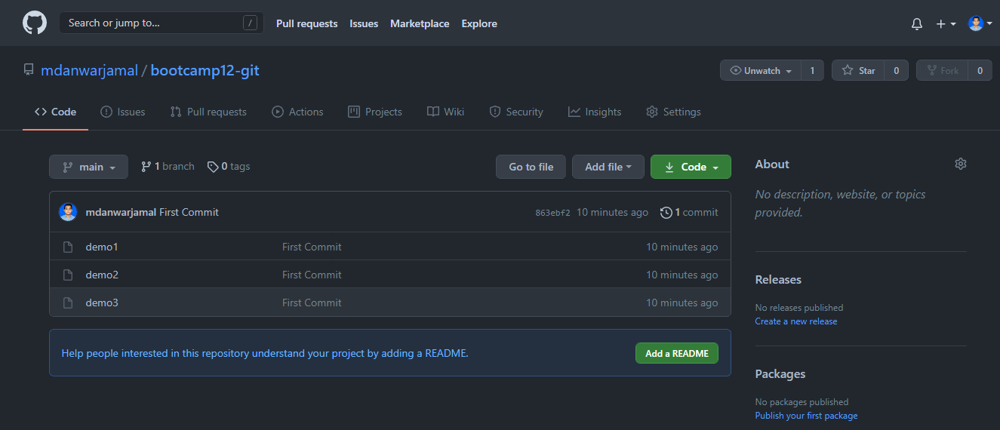 Search or jump to... /
Pull requests Issues Marketplace Explore
mdanwarjamal / bootcamp12-git
Unwatch 1 Star 0 Fork 0
Code Issues Pull requests Actions Projects Wiki Security Insights Settings
main 1 branch 0 tags
Go to file Add file Code
mdanwarjamal First Commit 863ebf2 10 minutes ago 1 commit
demo1 First Commit 10 minutes ago
demo2 First Commit 10 minutes ago
demo3 First Commit 10 minutes ago
Help people interested in this repository understand your project by adding a README. Add a README
About
No description, website, or topics
provided.
Releases
No releases published
Create a new release
Packages
No packages published
Publish your first package